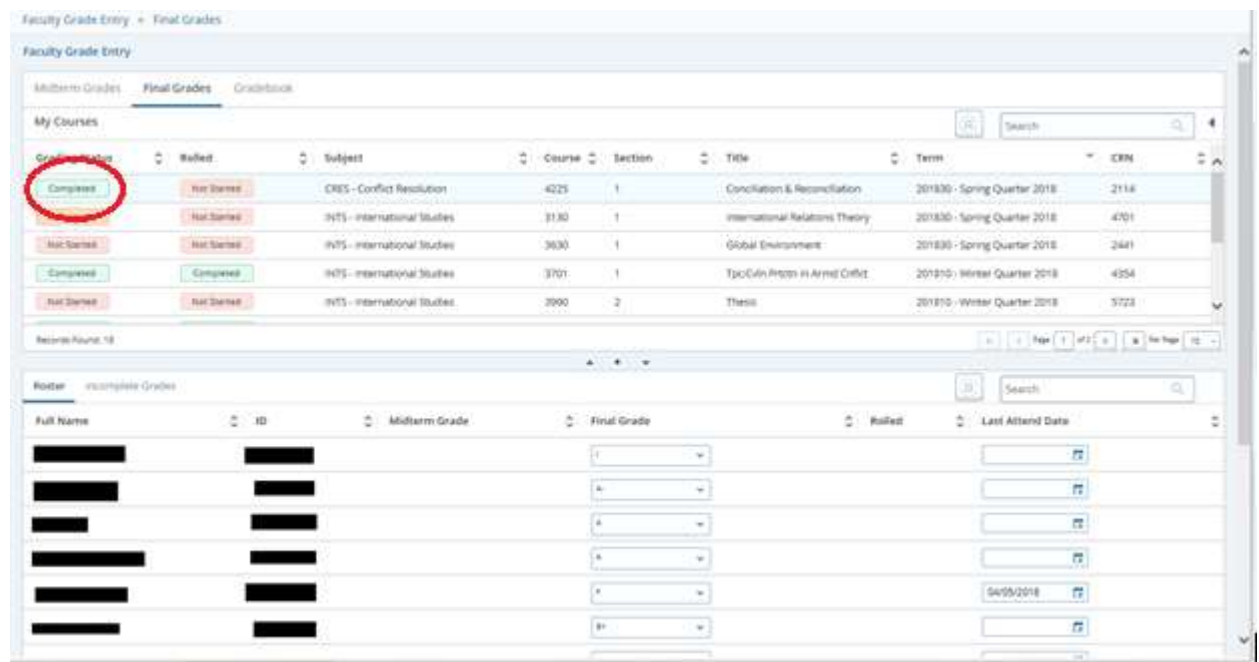 Faculty Grade Entry • Final Grades
Faculty Grade Entry
Midterm Grades Final Grades Gradebook
My Courses Search
Grading Status Rolled Subject Course Section Title Term CRN
Completed Not Started CRES - Conflict Resolution 4225 1 Conciliation & Reconciliation 201830 - Spring Quarter 2018 2114
Not Started INTS - International Studies 3130 1 International Relations Theory 201830 - Spring Quarter 2018 4701
Not Started Not Started INTS - International Studies 3630 1 Global Environment 201830 - Spring Quarter 2018 2441
Completed Completed INTS - International Studies 3701 1 in Armd Cnflct 201810 - Winter Quarter 2018 4354
Not Started Not Started INTS - International Studies 3990 2 Thesis 201810 - Winter Quarter 2018 5723
Records Found: 18 Page 1 of 2 Per Page 10
Roster Incomplete Grades Search
Full Name ID Midterm Grade Final Grade Rolled Last Attend Date
I
A-
A
A
F 04/05/2018
B+